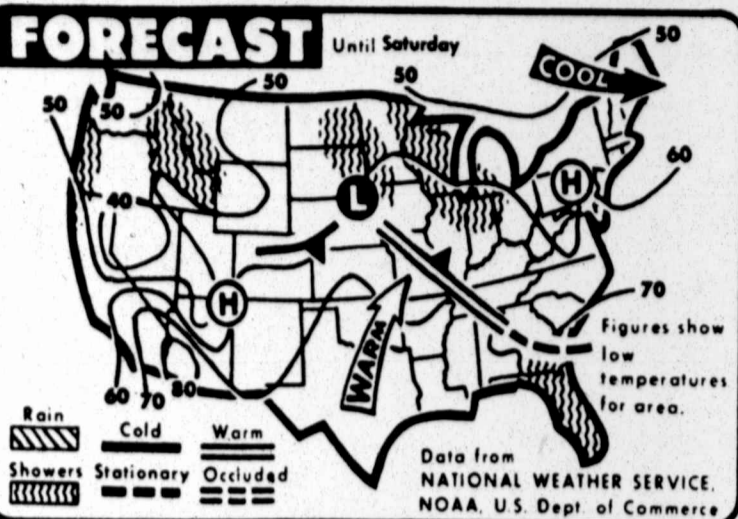 FORECAST Until Saturday
50
50
50
50
50
COOL
60
40
L
H
H
70
WARM
60 70 80
Figures show
low
temperatures
for area.
Rain
Cold
Warm
Showers
Stationary
Occluded
Data from
NATIONAL WEATHER SERVICE,
NOAA, U.S. Dept. of Commerce